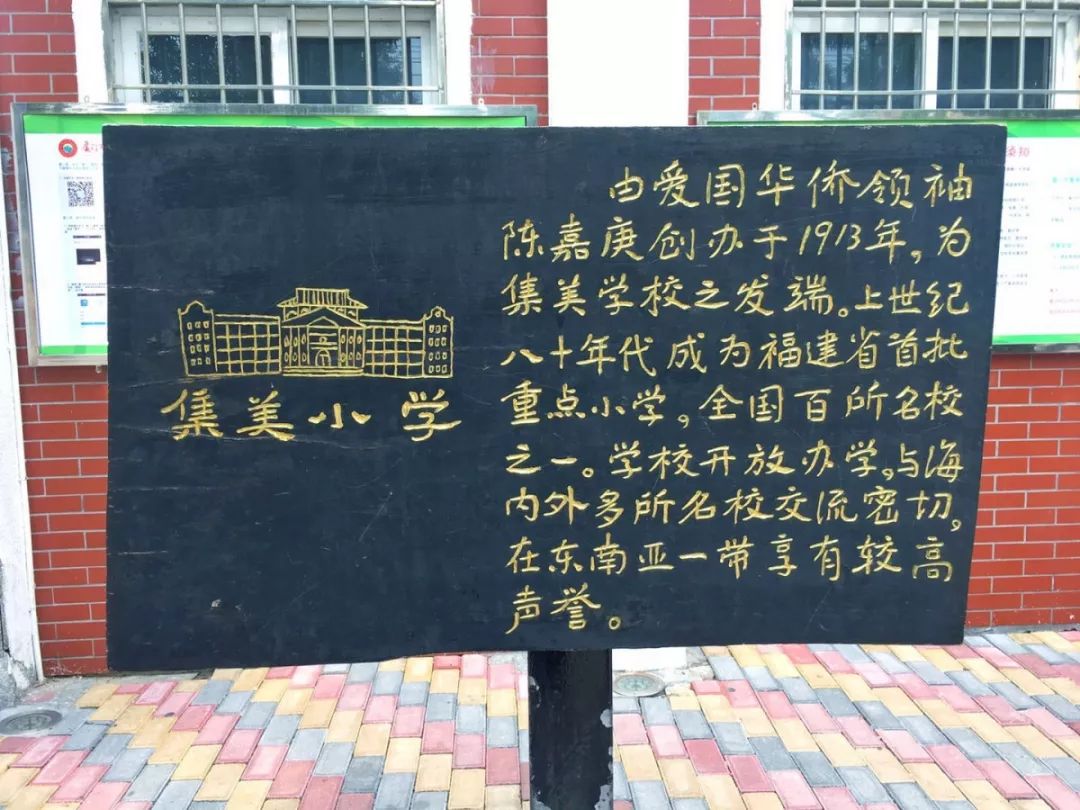 集美小学
由爱国华侨领袖
陈嘉庚创办于1913年,为
集美学校之发端。上世纪
八十年代成为福建省首批
重点小学,全国百所名校
之一。学校开放办学,与海
内外多所名校交流密切,
在东南亚一带享有较高
声誉。